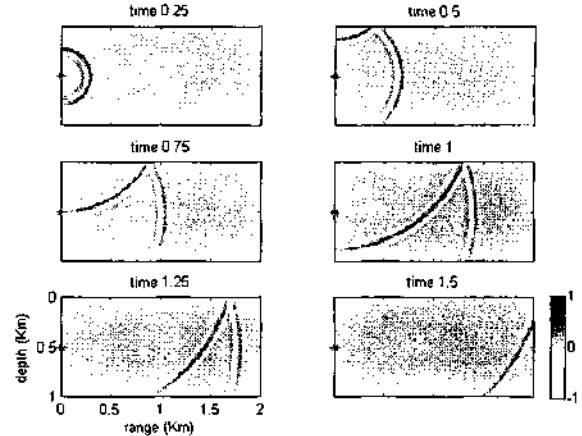 time 0.25
time 0.5
time 0.75
time 1
time 1.25
time 1.5
0
0.5
1
depth (Km)
0 0.5 1 1.5 2
range (Km)
1
0
-1